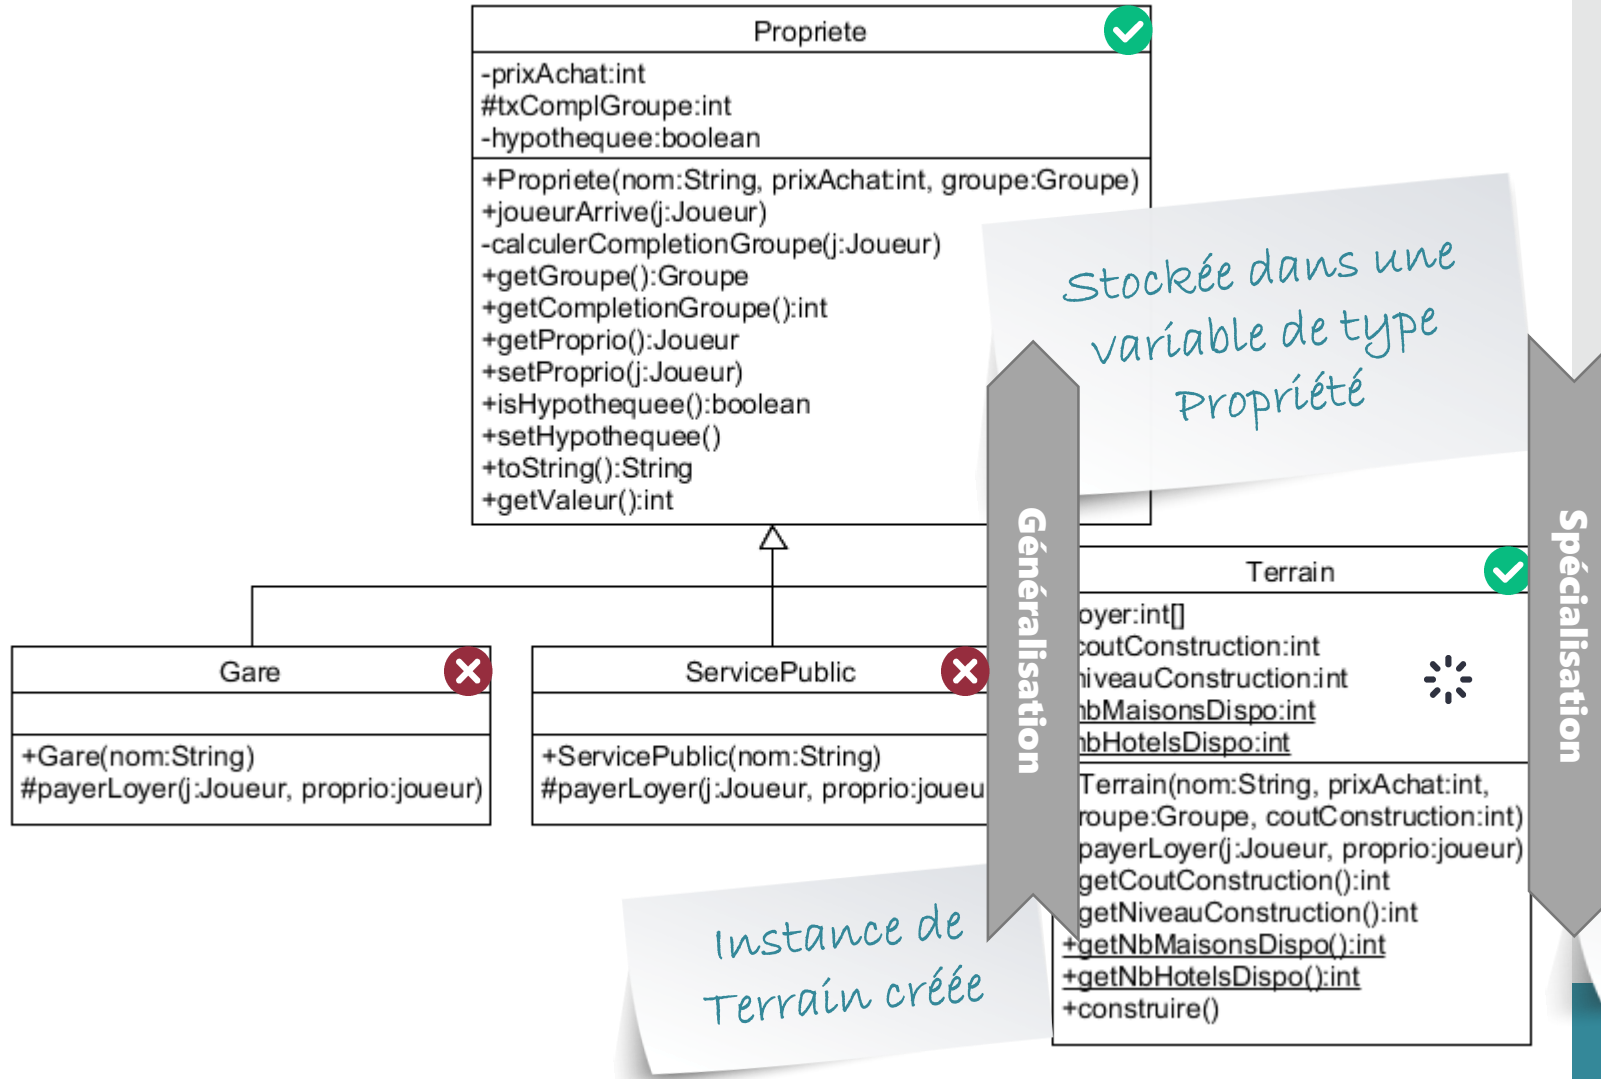 Propriete
-prixAchat:int
#txComplGroupe:int
-hypothequee:boolean
+Propriete(nom:String, prixAchat:int, groupe:Groupe)
+joueurArrive(j:Joueur)
-calculerCompletionGroupe(j:Joueur)
+getGroupe():Groupe
+getCompletionGroupe():int
+getProprio():Joueur
+setProprio(j:Joueur)
+isHypothequee():boolean
+setHypothequee()
+toString():String
+getValeur():int
Stockée dans une
variable de type
Propriété
Généralisation
Spécialisation
Gare
+Gare(nom:String)
#payerLoyer(j:Joueur, proprio:joueur)
ServicePublic
+ServicePublic(nom:String)
#payerLoyer(j:Joueur, proprio:joueu
Terrain
oyer:int[]
coutConstruction:int
niveauConstruction:int
nbMaisonsDispo:int
nbHotelsDispo:int
Terrain(nom:String, prixAchat:int,
roupe:Groupe, coutConstruction:int)
payerLoyer(j:Joueur, proprio:joueur)
getCoutConstruction():int
getNiveauConstruction():int
+getNbMaisonsDispo():int
+getNbHotelsDispo():int
+construire()
Instance de
Terrain créée